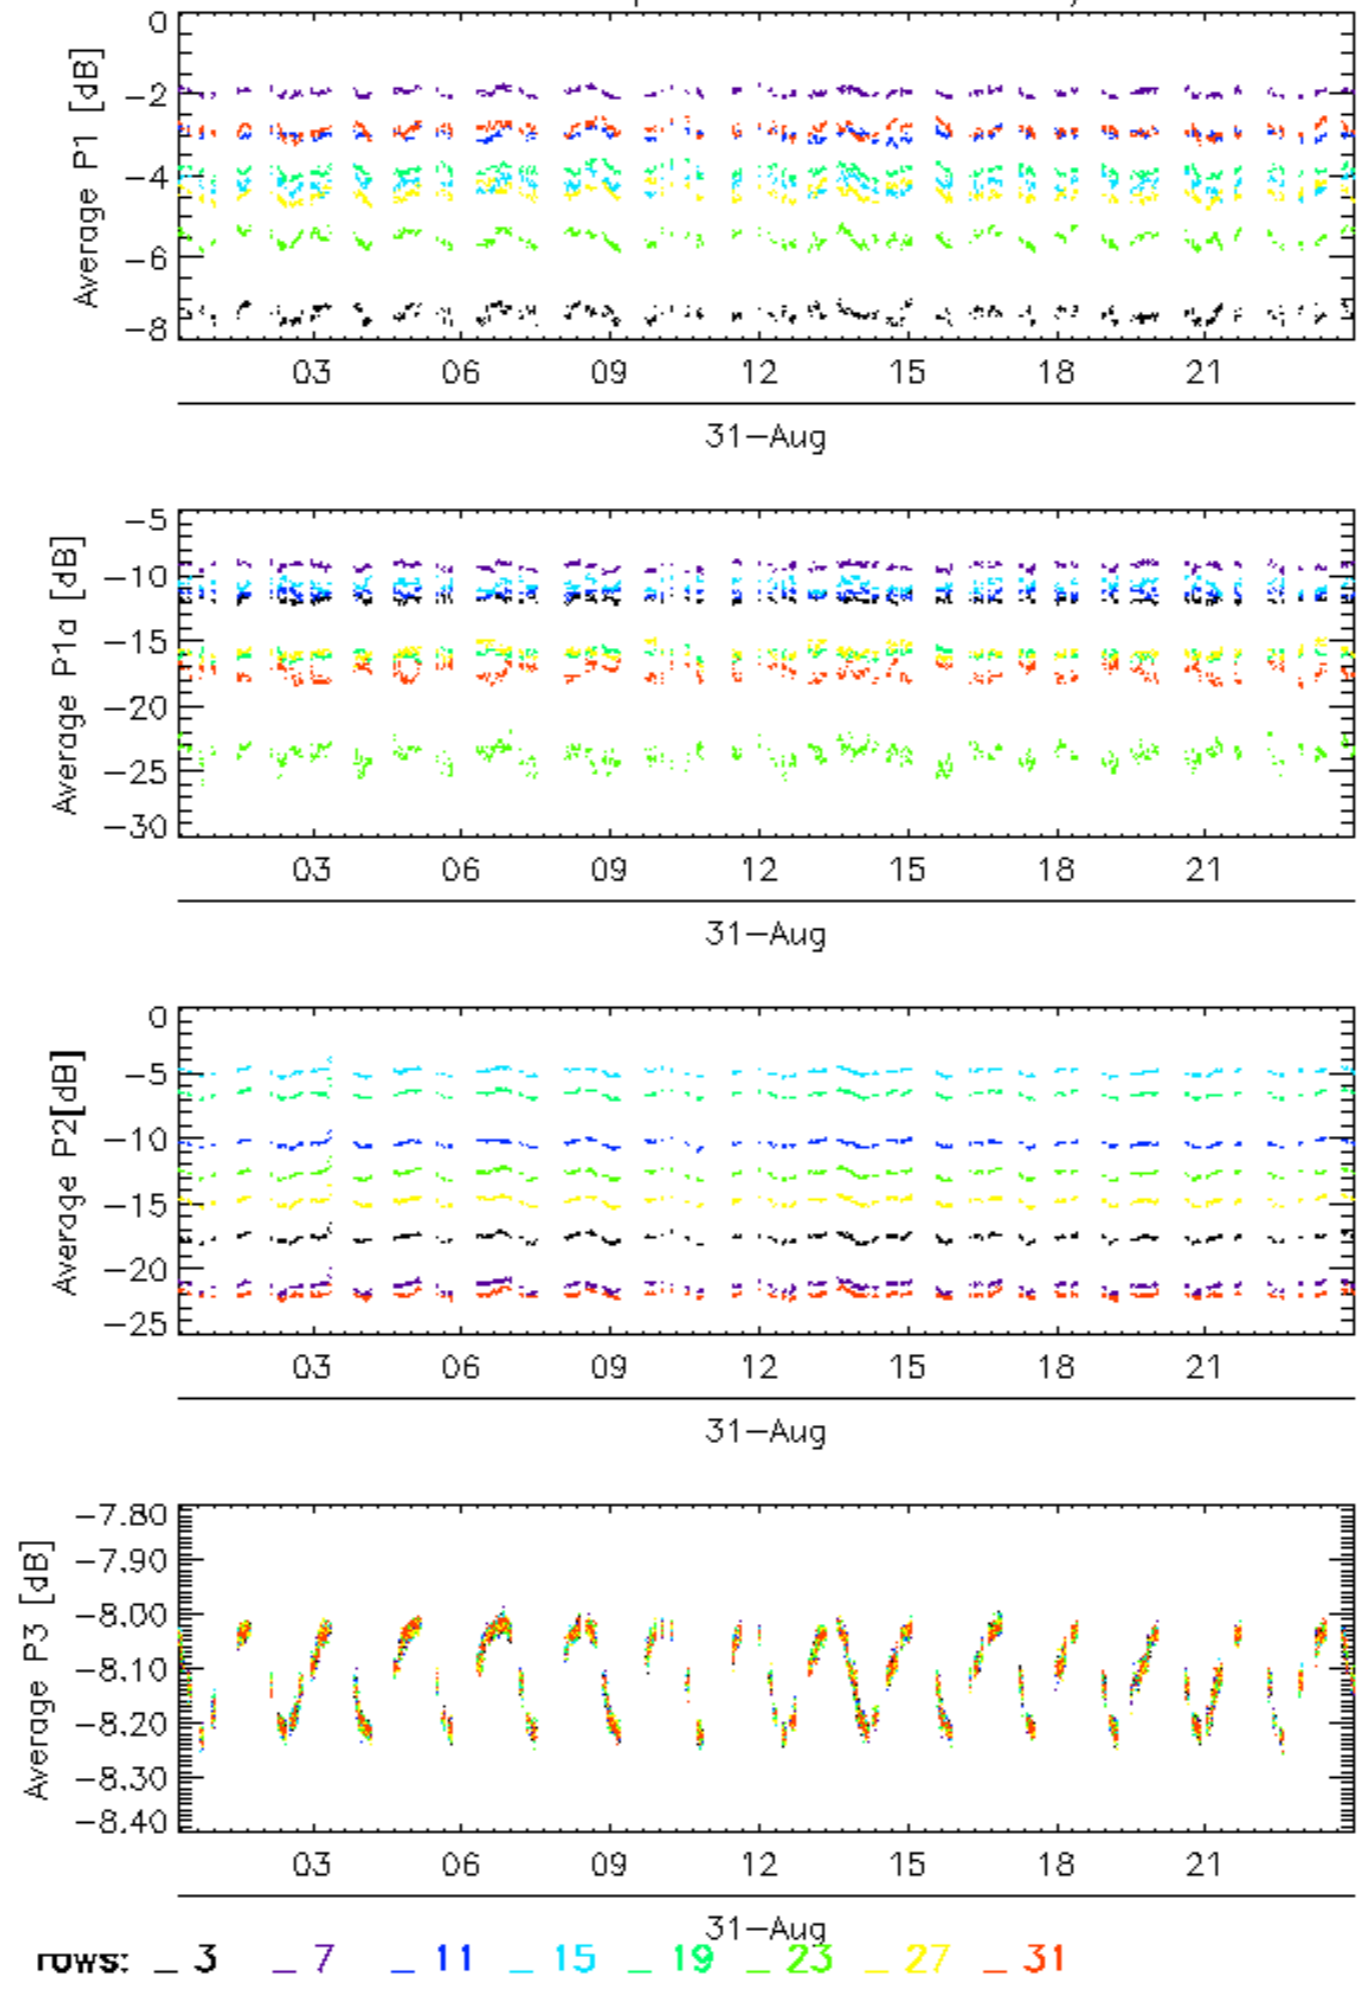 0
-2
-4
-6
-8
Average P1 [dB]
03 06 09 12 15 18 21
31-Aug
-5
-10
-15
-20
-25
-30
Average P1a [dB]
03 06 09 12 15 18 21
31-Aug
0
-5
-10
-15
-20
-25
Average P2[dB]
03 06 09 12 15 18 21
31-Aug
-7.80
-7.90
-8.00
-8.10
-8.20
-8.30
-8.40
Average P3 [dB]
03 06 09 12 15 18 21
31-Aug
rows: _ 3 _ 7 _ 11 _ 15 _ 19 _ 23 _ 27 _ 31